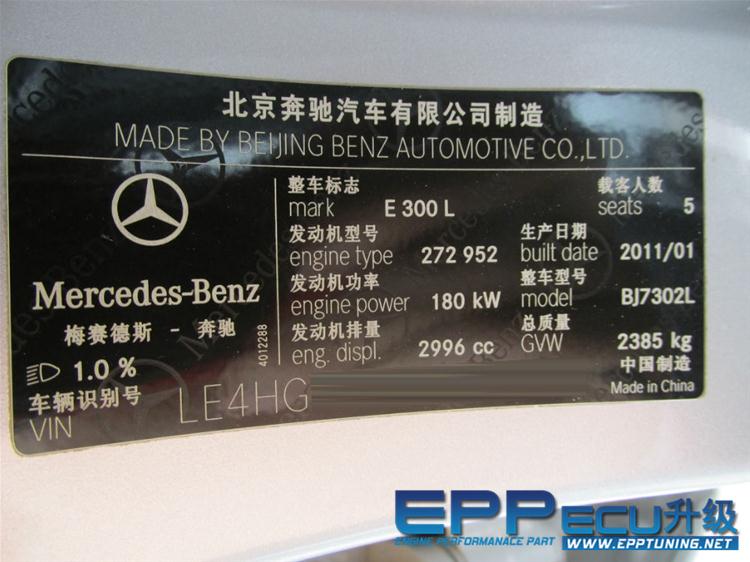 北京奔驰汽车有限公司制造
MADE BY BEIJING BENZ AUTOMOTIVE CO.,LTD.
Mercedes-Benz
梅赛德斯 - 奔驰
1.0 %
车辆识别号
VIN
LE4HG
4012288
整车标志
mark E 300 L
发动机型号
engine type 272 952
发动机功率
engine power 180 kW
发动机排量
eng. displ. 2996 cc
载客人数
seats 5
生产日期
built date 2011/01
整车型号
model BJ7302L
总质量
GVW 2385 kg
中国制造
Made in China
EPP ECU升级
ENGINE PERFORMANACE PART
WWW.EPPTUNING.NET